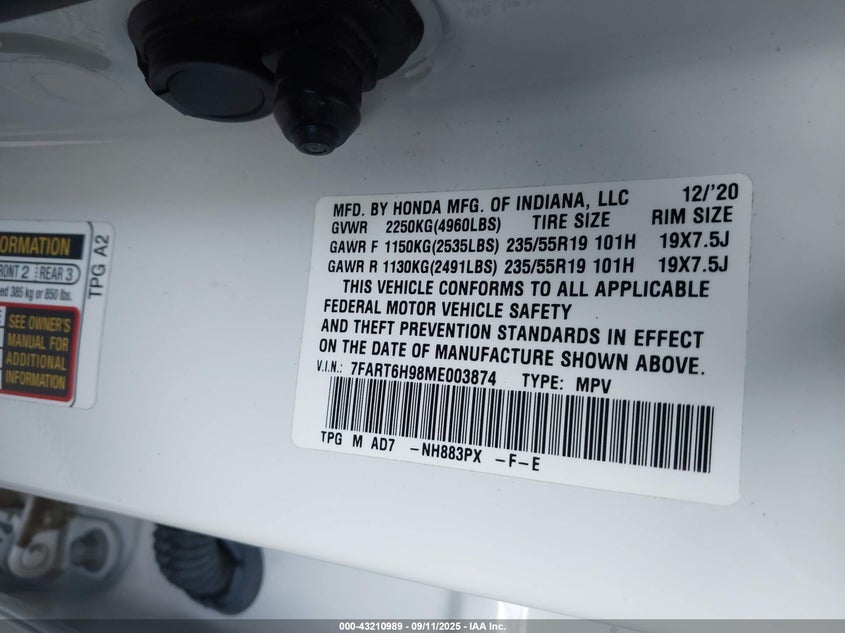 MFD. BY HONDA MFG. OF INDIANA, LLC 12/'20
GVWR 2250KG(4960LBS) TIRE SIZE RIM SIZE
GAWR F 1150KG(2535LBS) 235/55R19 101H 19X7.5J
GAWR R 1130KG(2491LBS) 235/55R19 101H 19X7.5J
THIS VEHICLE CONFORMS TO ALL APPLICABLE
FEDERAL MOTOR VEHICLE SAFETY
AND THEFT PREVENTION STANDARDS IN EFFECT
ON THE DATE OF MANUFACTURE SHOWN ABOVE.
V.I.N.: 7FART6H98ME003874 TYPE: MPV
TPG M AD7 -NH883PX -F-E
FRONT 2 REAR 3
385 kg or 850 lbs.
SEE OWNER'S
MANUAL FOR
ADDITIONAL
INFORMATION
TPG A2
000-43210989 - 09/11/2025 - IAA Inc.